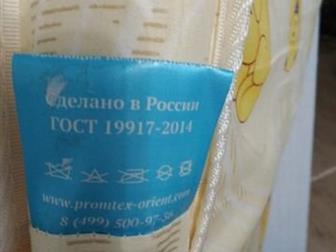 сделано в России
ГОСТ 19917-2014
www.promtex-orient.com
8 (499) 500-97-36